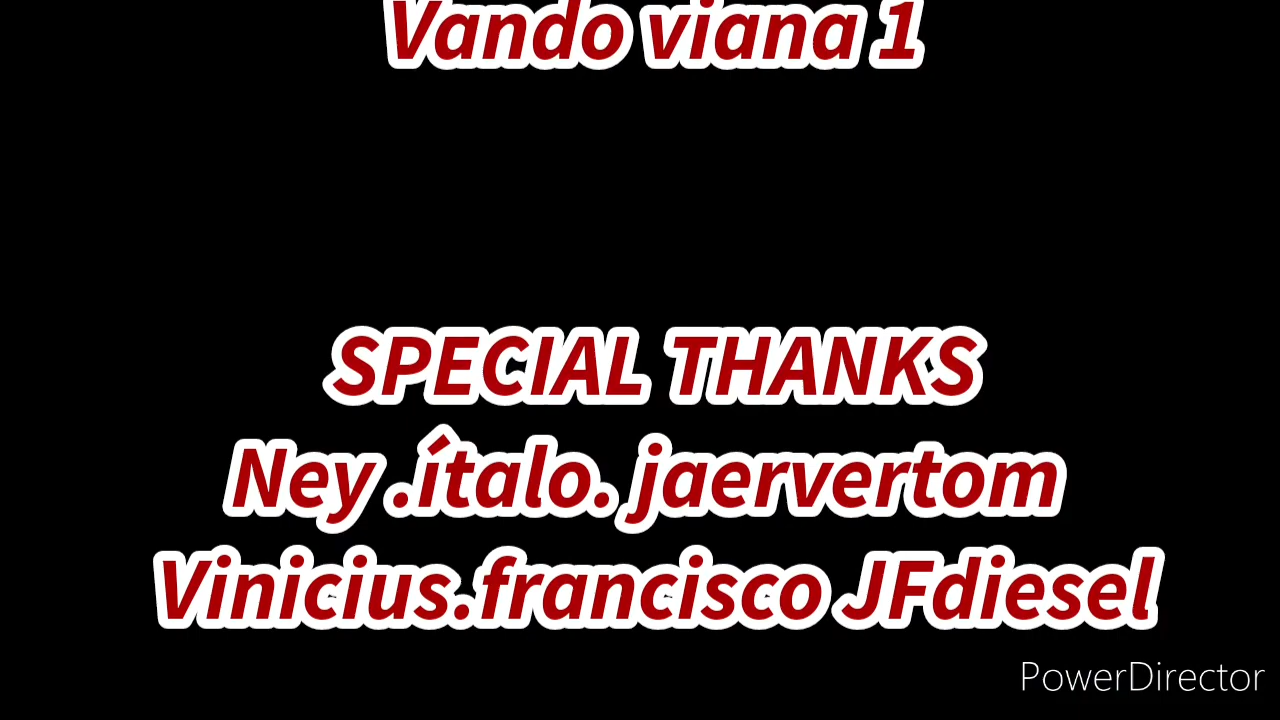 Vando viana 1
SPECIAL THANKS
Ney .ítalo. jaervertom
Vinicius.francisco JFdiesel
PowerDirector